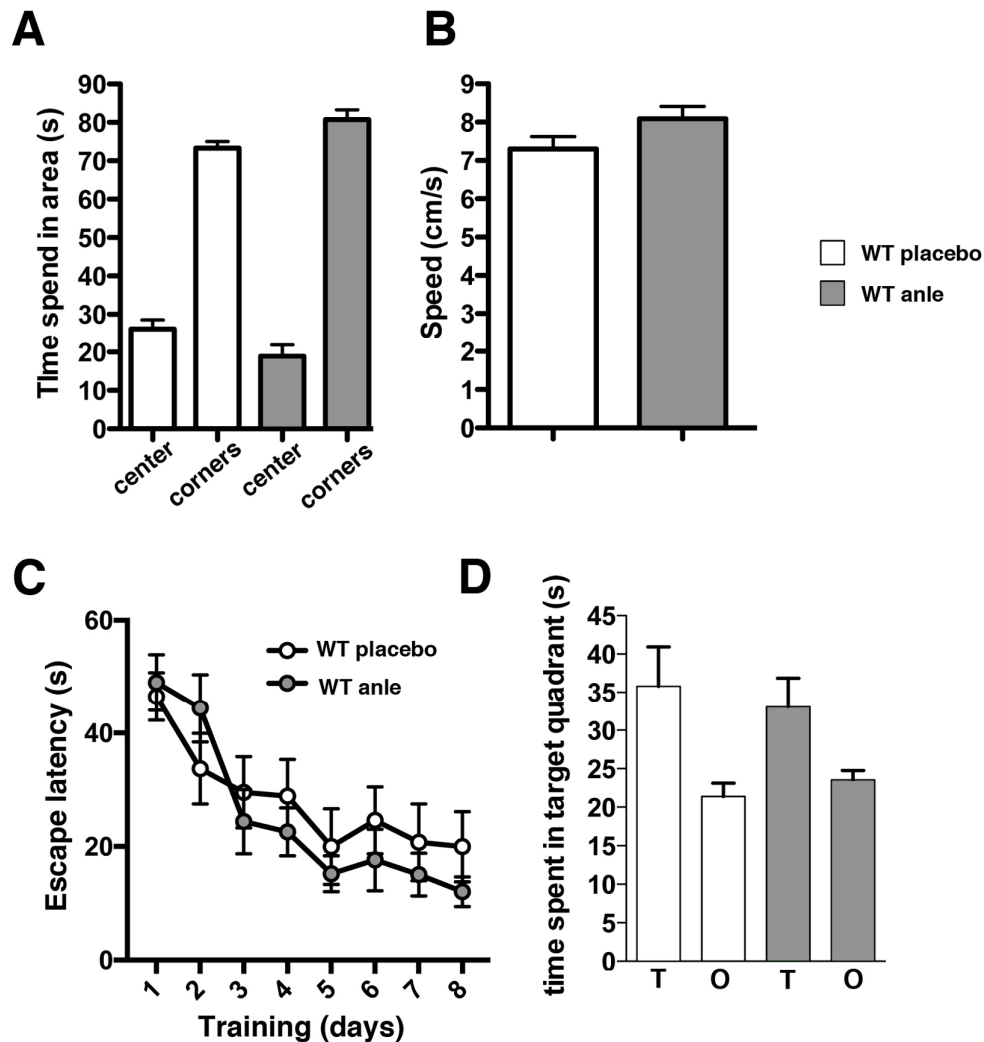 A
TIme spend in area (s)
90
80
70
60
50
40
30
20
10
0
center
corners
center
corners
B
Speed (cm/s)
9
8
7
6
5
4
3
2
1
0
WT placebo
WT anle
C
Escape latency (s)
60
40
20
0
WT placebo
WT anle
1
2
3
4
5
6
7
8
Training (days)
D
time spent in target quadrant (s)
45
40
35
30
25
20
15
10
5
0
T
O
T
O